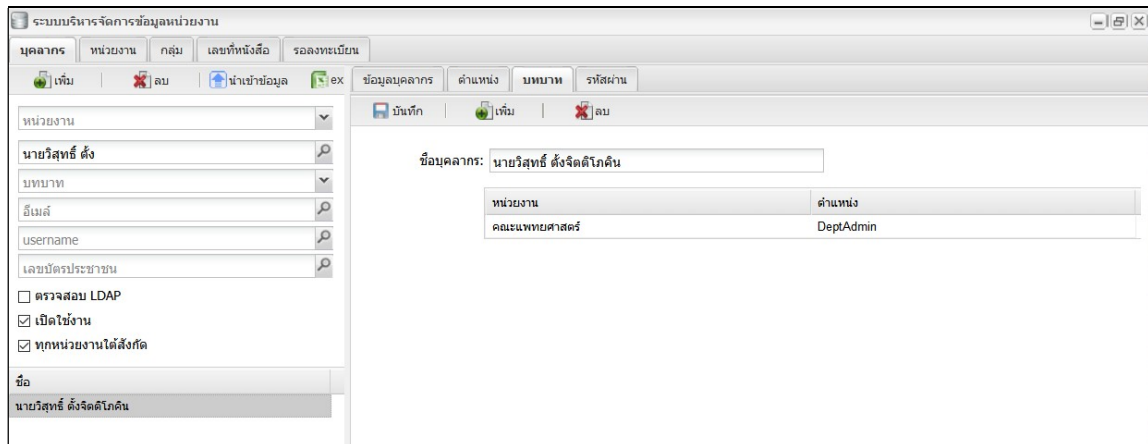 ระบบบริหารจัดการข้อมูลหน่วยงาน
บุคลากร หน่วยงาน กลุ่ม เลขที่หนังสือ รอลงทะเบียน
เพิ่ม ลบ นำเข้าข้อมูล ex
หน่วยงาน
นายวิสุทธิ์ ตั้ง
บทบาท
อีเมล์
username
เลขบัตรประชาชน
ตรวจสอบ LDAP
เปิดใช้งาน
ทุกหน่วยงานใต้สังกัด
ชื่อ
นายวิสุทธิ์ ตั้งจิตติโภคิน
ข้อมูลบุคลากร ตำแหน่ง บทบาท รหัสผ่าน
บันทึก เพิ่ม ลบ
ชื่อบุคลากร: นายวิสุทธิ์ ตั้งจิตติโภคิน
หน่วยงาน ตำแหน่ง
คณะแพทยศาสตร์ DeptAdmin